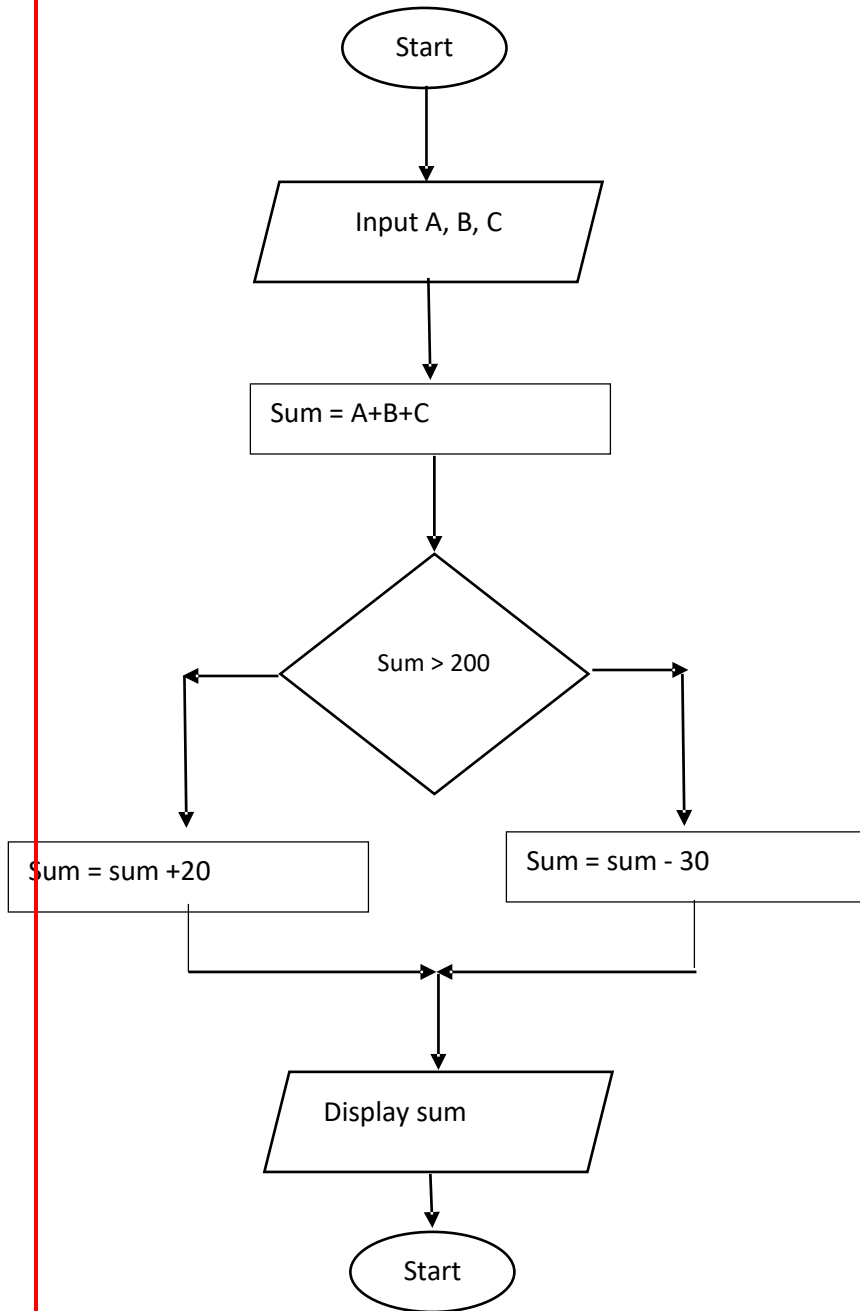 Start
Input A, B, C
Sum = A+B+C
Sum > 200
Sum = sum +20
Sum = sum - 30
Display sum
Start